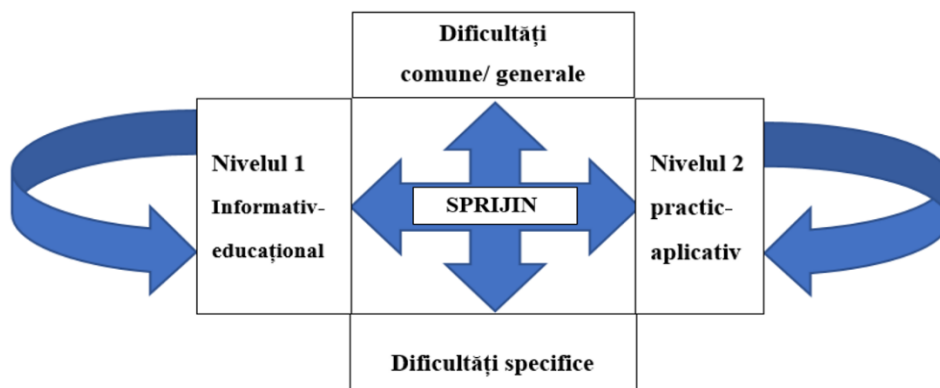 Dificultăți
comune/ generale
Nivelul 1
Informativ-
educațional
SPRIJIN
Nivelul 2
practic-
aplicativ
Dificultăți specifice